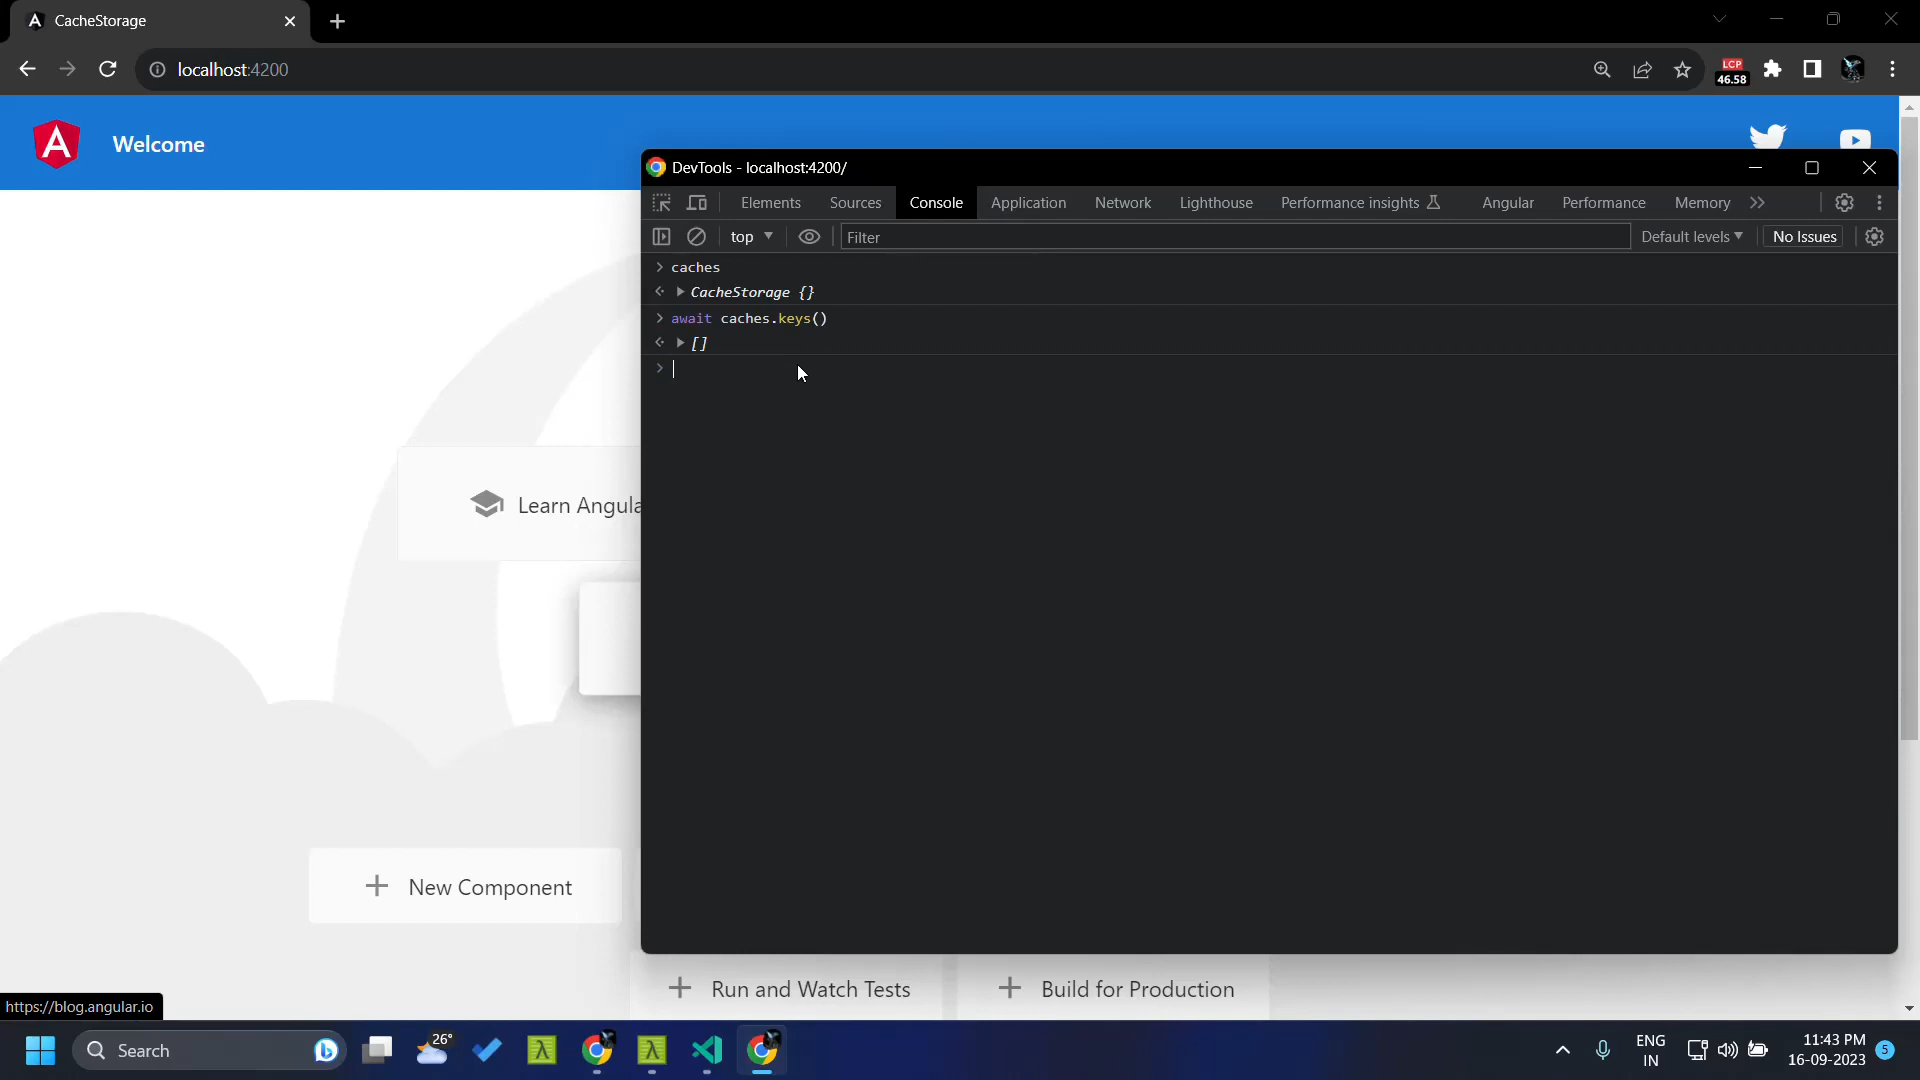 CacheStorage
localhost:4200
LCP
46.58
Welcome
DevTools - localhost:4200/
Elements Sources Console Application Network Lighthouse Performance insights Angular Performance Memory
top Filter Default levels No Issues
caches
CacheStorage {}
await caches.keys()
[]
Learn Angula
New Component
Run and Watch Tests
Build for Production
https://blog.angular.io
Search
26°
ENG
IN
11:43 PM
16-09-2023
5